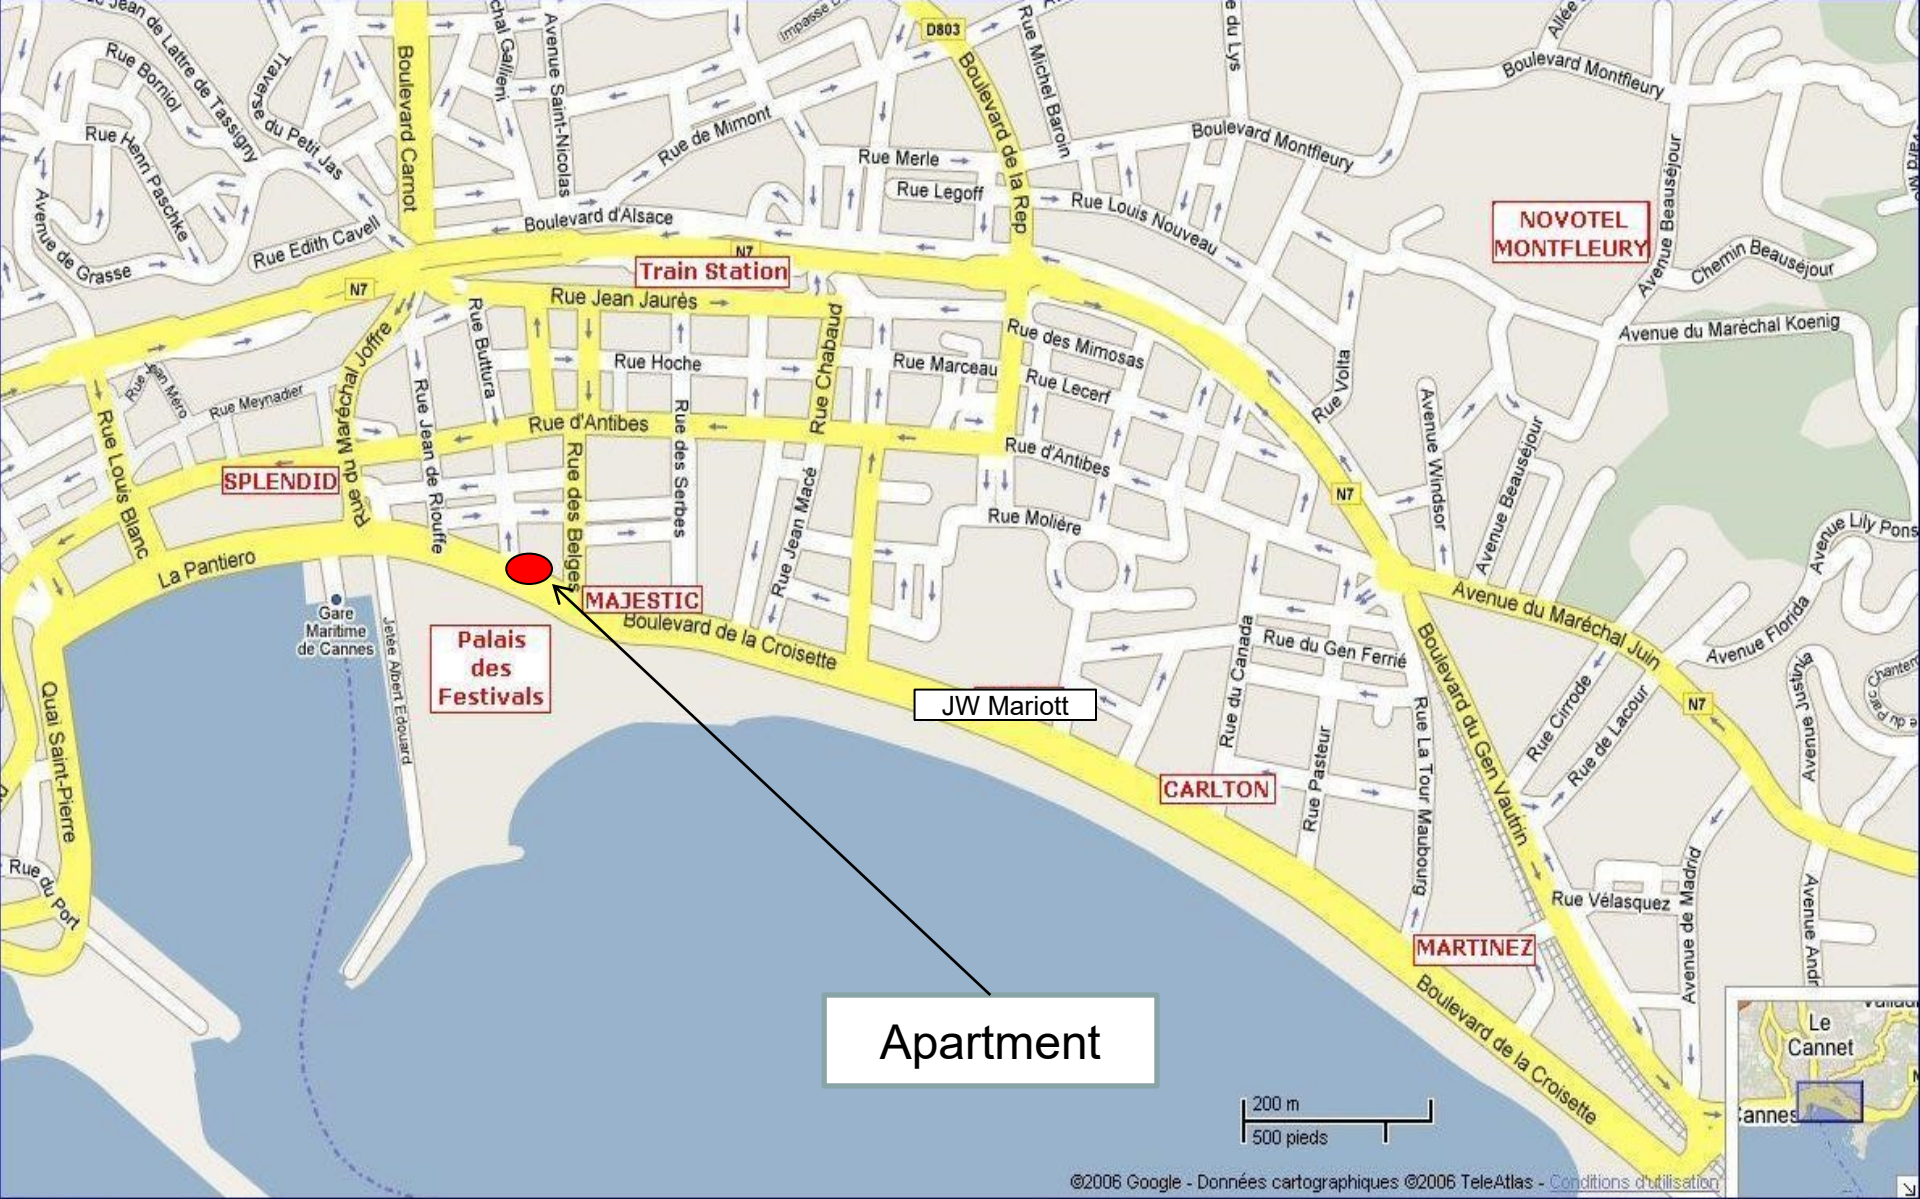 Jean de Lattre de Tassigny
Rue Borniol
Traverse du Petit Jas
Rue Henri Paschke
Avenue de Grasse
Rue Edith Cavell
Boulevard Carnot
Avenue Saint-Nicolas
Rue de Mimont
Boulevard d'Alsace
D803
Boulevard de la Rep
Rue Michel Baroin
Rue Merle
Rue Legoff
Rue Louis Nouveau
Boulevard Montfleury
Boulevard Montfleury
NOVOTEL
MONTFLEURY
Avenue Beauséjour
Chemin Beauséjour
Avenue du Maréchal Koenig
N7
N7
Train Station
Rue Jean Jaurès
Rue Buttura
Rue Hoche
Rue Chabaud
Rue Marceau
Rue des Mimosas
Rue Lecerf
Rue Volta
Rue Jean Méro
Rue Meynadier
Rue du Maréchal Joffre
Rue Louis Blanc
Rue Jean de Riouffe
Rue d'Antibes
Rue des Serbes
Rue des Belges
Rue Jean Macé
Rue d'Antibes
Rue Molière
N7
Avenue Windsor
Avenue Beauséjour
Avenue Lily Pons
SPLENDID
La Pantiero
Gare
Maritime
de Cannes
Jetée Albert Edouard
MAJESTIC
Boulevard de la Croisette
Palais
des
Festivals
JW Mariott
Rue du Canada
Rue du Gen Ferrié
Avenue du Maréchal Juin
Avenue Florida
Avenue Justinia
N7
Boulevard du Gen Vautrin
Rue Cirrode
Rue de Lacour
Rue Pasteur
Rue La Tour Maubourg
CARLTON
Quai Saint-Pierre
Rue du Port
Rue Vélasquez
Avenue de Madrid
MARTINEZ
Boulevard de la Croisette
Apartment
Le
Cannet
200 m
500 pieds
©2006 Google - Données cartographiques ©2006 TeleAtlas - Conditions d'utilisation